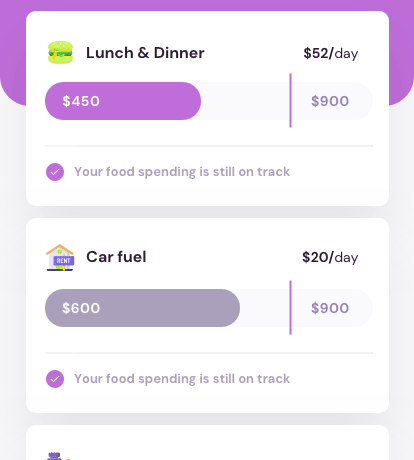 Lunch & Dinner $52/day
$450 $900
Your food spending is still on track
RENT
Car fuel $20/day
$600 $900
Your food spending is still on track